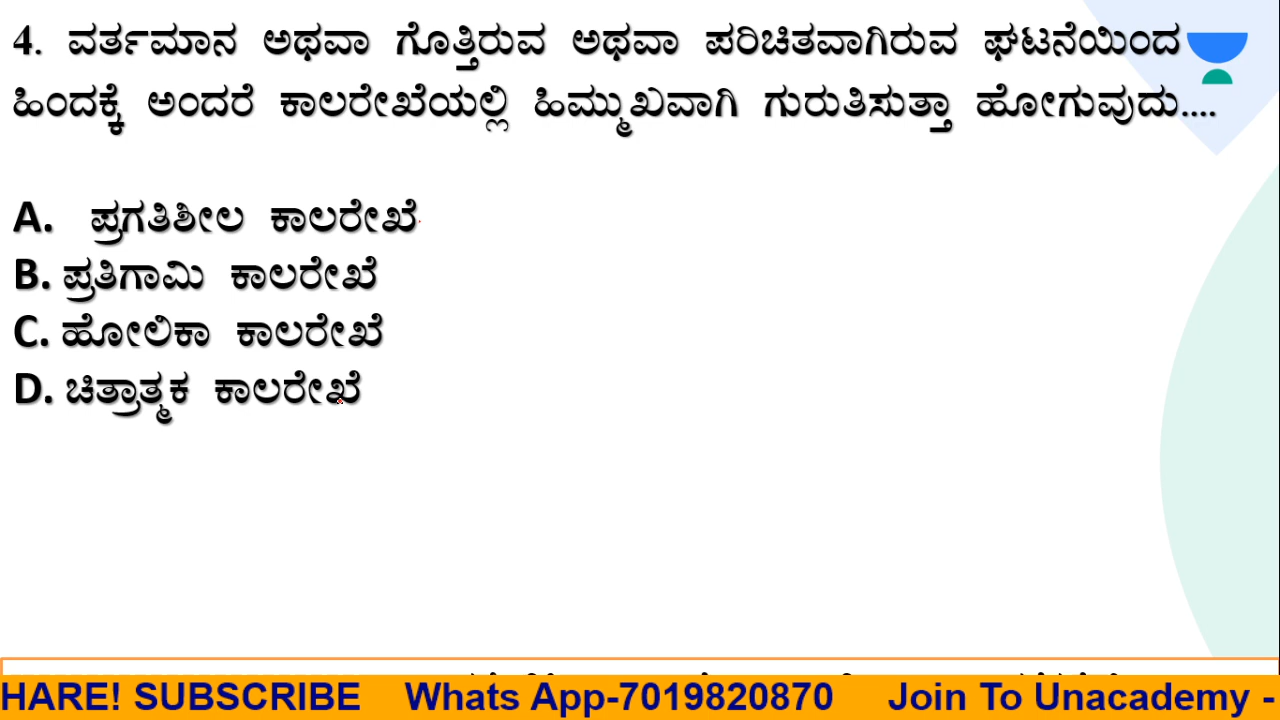 4. ವರ್ತಮಾನ ಅಥವಾ ಗೊತ್ತಿರುವ ಅಥವಾ ಪರಿಚಿತವಾಗಿರುವ ಘಟನೆಯಿಂದ
ಹಿಂದಕ್ಕೆ ಅಂದರೆ ಕಾಲರೇಖೆಯಲ್ಲಿ ಹಿಮ್ಮುಖವಾಗಿ ಗುರುತಿಸುತ್ತಾ ಹೋಗುವುದು....
A. ಪ್ರಗತಿಶೀಲ ಕಾಲರೇಖೆ
B. ಪ್ರತಿಗಾಮಿ ಕಾಲರೇಖೆ
C. ಹೋಲಿಕಾ ಕಾಲರೇಖೆ
D. ಚಿತ್ರಾತ್ಮಕ ಕಾಲರೇಖೆ
HARE! SUBSCRIBE Whats App-7019820870 Join To Unacademy -